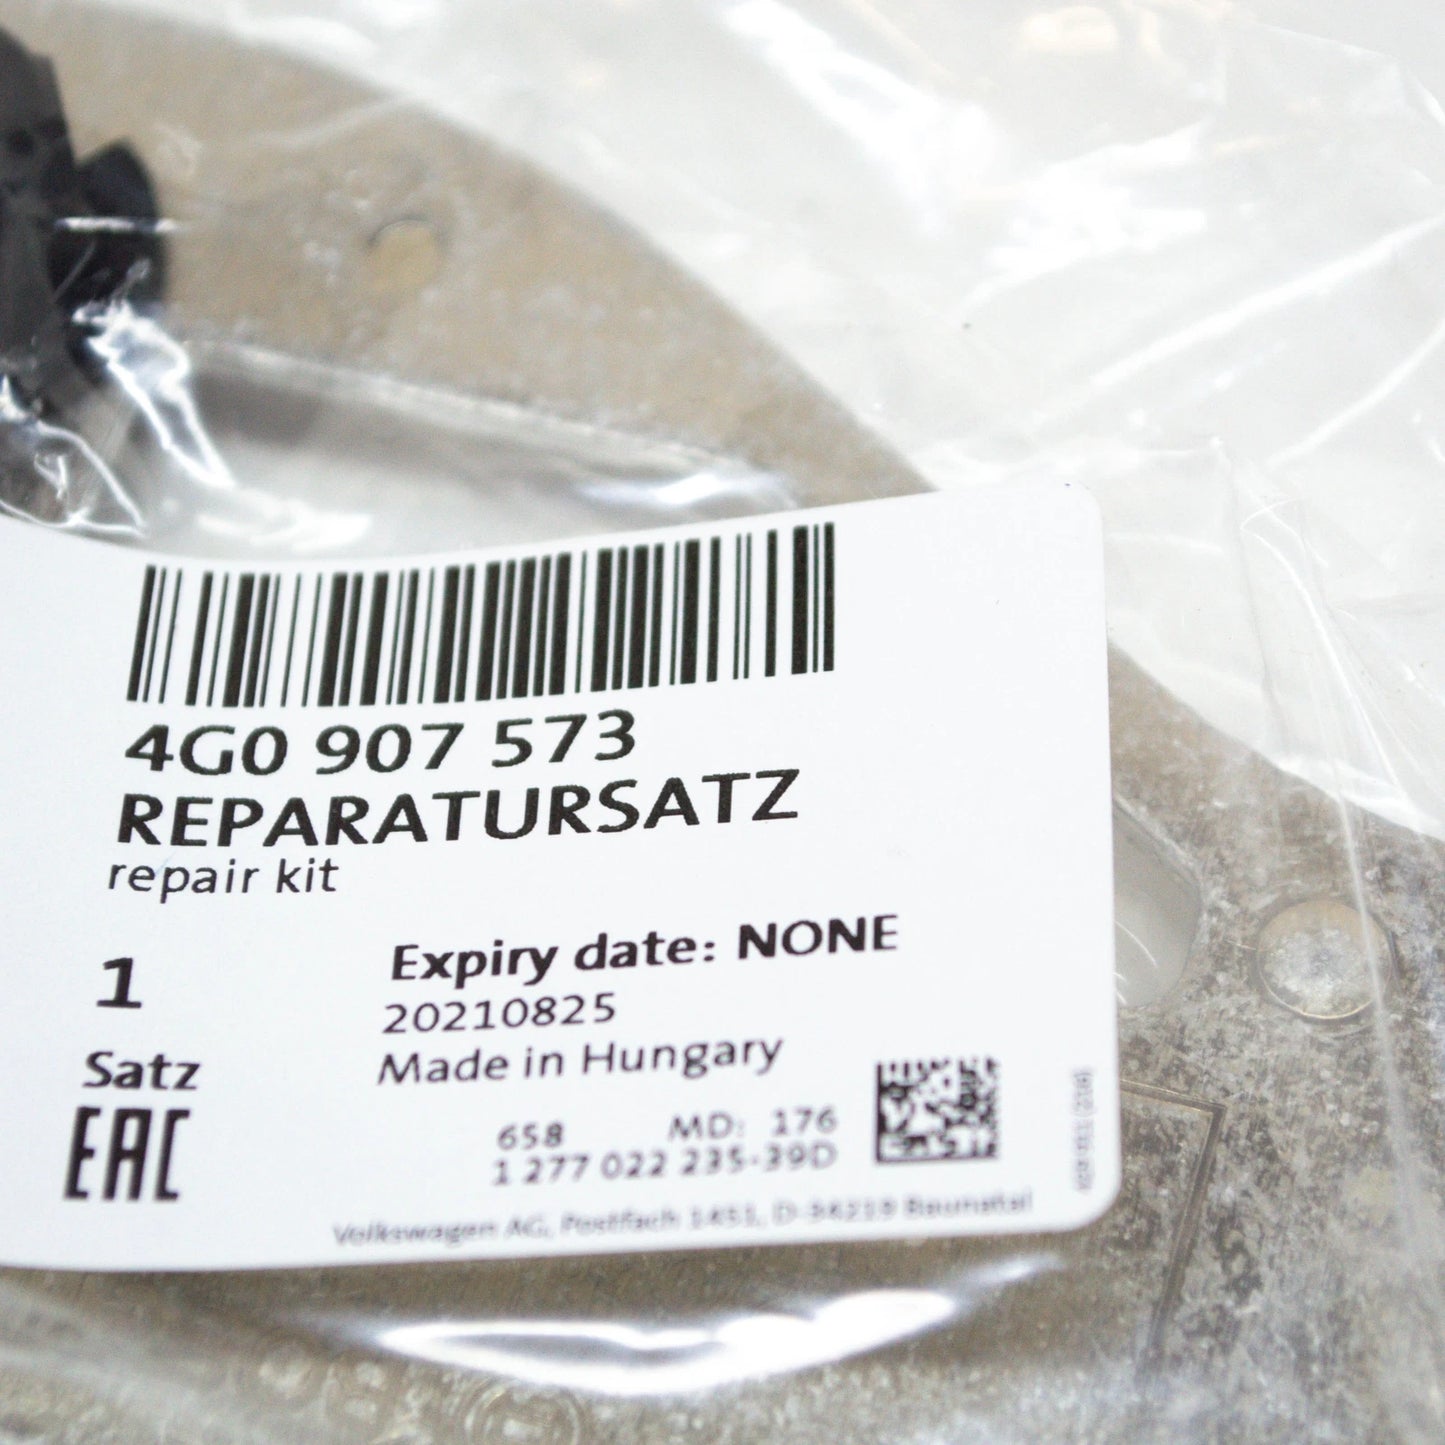 4G0 907 573
REPARATURSATZ
repair kit
1
Satz
Expiry date: NONE
20210825
Made in Hungary
EAC
658 MD: 176
1 277 022 235-39D
Volkswagen AG, Postfach 1451, D-34219 Baunatal